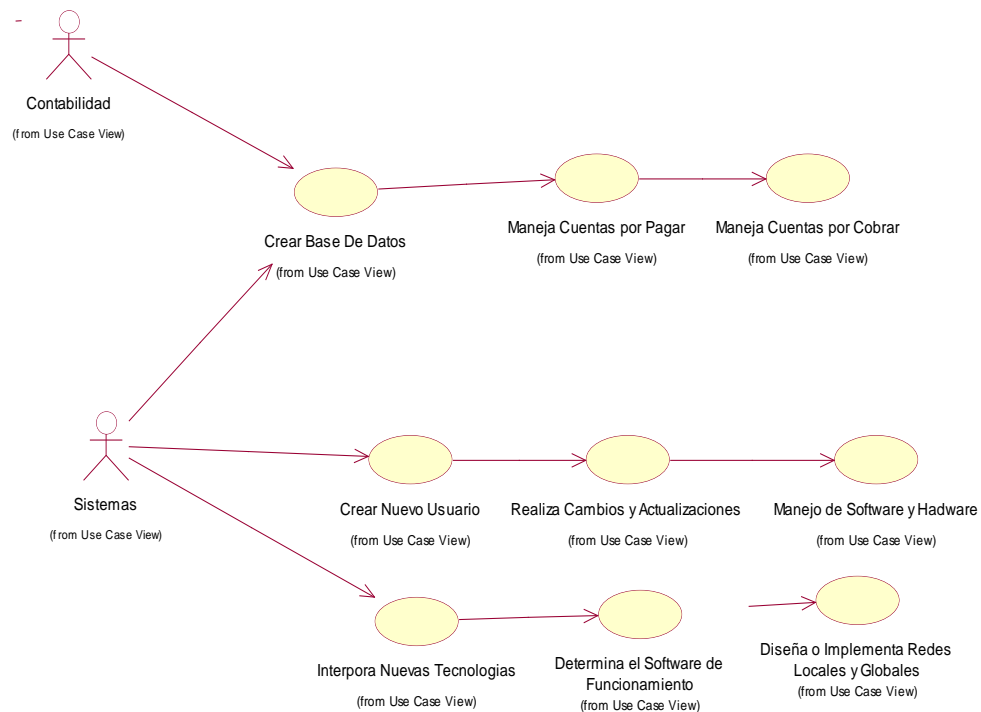 Contabilidad
(from Use Case View)
Crear Base De Datos
(from Use Case View)
Maneja Cuentas por Pagar
(from Use Case View)
Maneja Cuentas por Cobrar
(from Use Case View)
Sistemas
(from Use Case View)
Crear Nuevo Usuario
(from Use Case View)
Realiza Cambios y Actualizaciones
(from Use Case View)
Manejo de Software y Hadware
(from Use Case View)
Interpora Nuevas Tecnologias
(from Use Case View)
Determina el Software de
Funcionamiento
(from Use Case View)
Diseña o Implementa Redes
Locales y Globales
(from Use Case View)